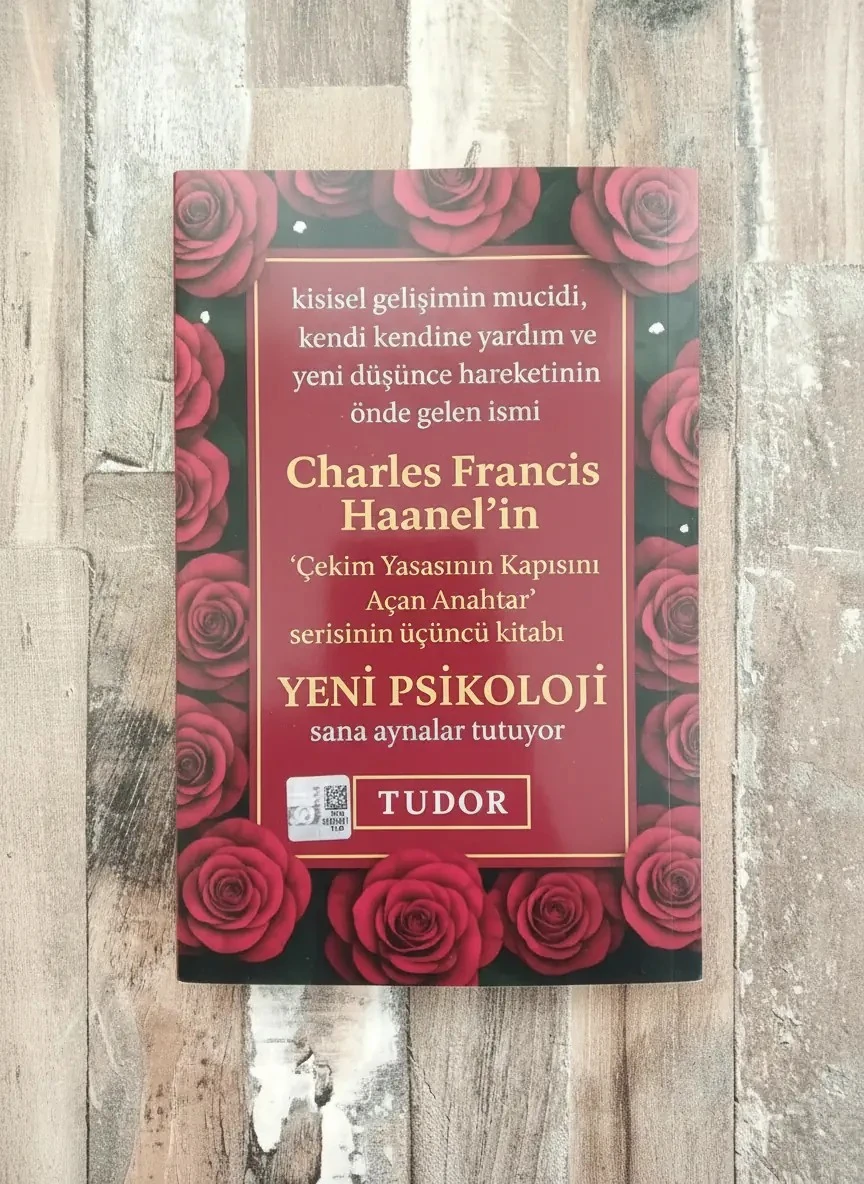 kisisel gelişimin mucidi,
kendi kendine yardım ve
yeni düşünce hareketinin
önde gelen ismi
Charles Francis
Haanel'in
'Çekim Yasasının Kapısını
Açan Anahtar'
serisinin üçüncü kitabı
YENİ PSİKOLOJİ
sana aynalar tutuyor
TUDOR